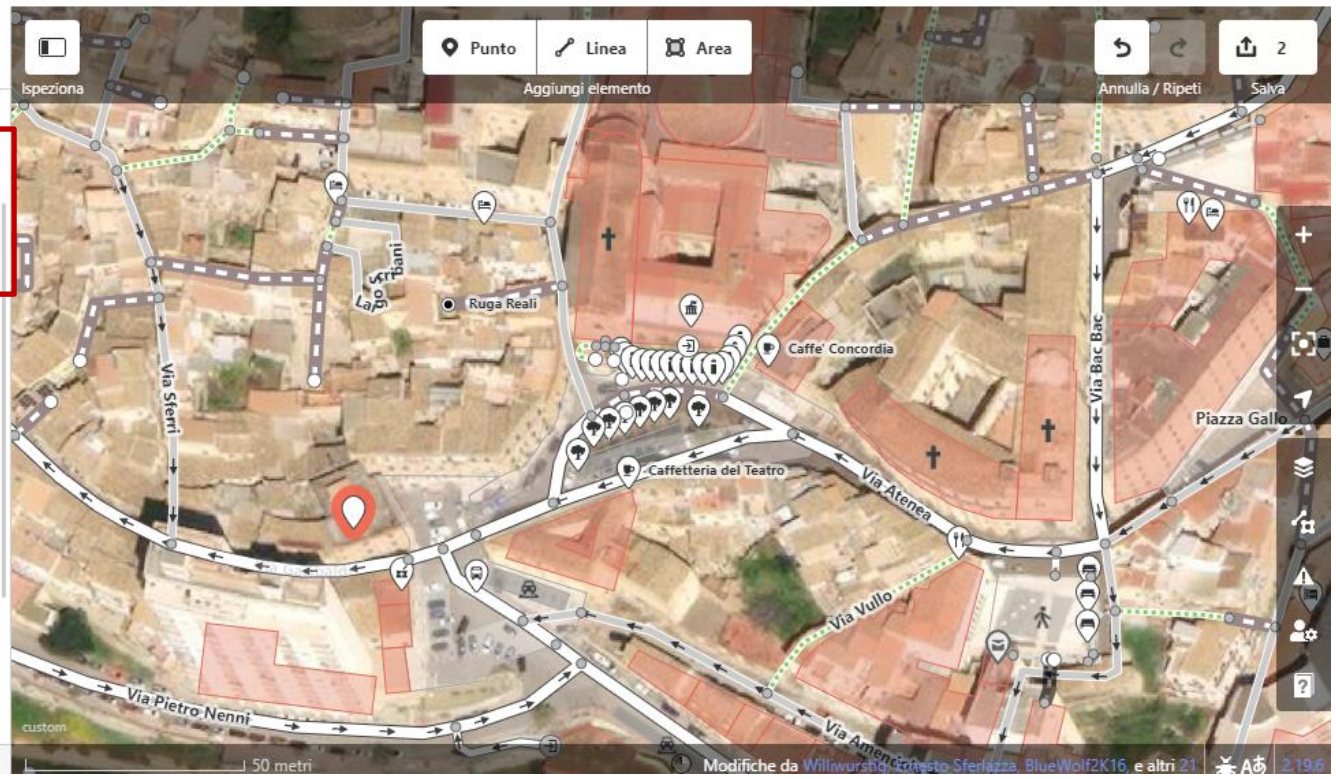 Punto
Linea
Area
2
Ispeziona
Aggiungi elemento
Annulla / Ripeti
Salva
Ruga Reali
Caffe' Concordia
Via Sferri
Via Bac Bac
Piazza Gallo
Caffetteria del Teatro
Via Atenea
Via Vullo
Via Pietro Nenni
custom
50 metri
Modifiche da Williwurstig, Ernesto Sferlazza, BlueWolf2K16, e altri 21
2.19.6